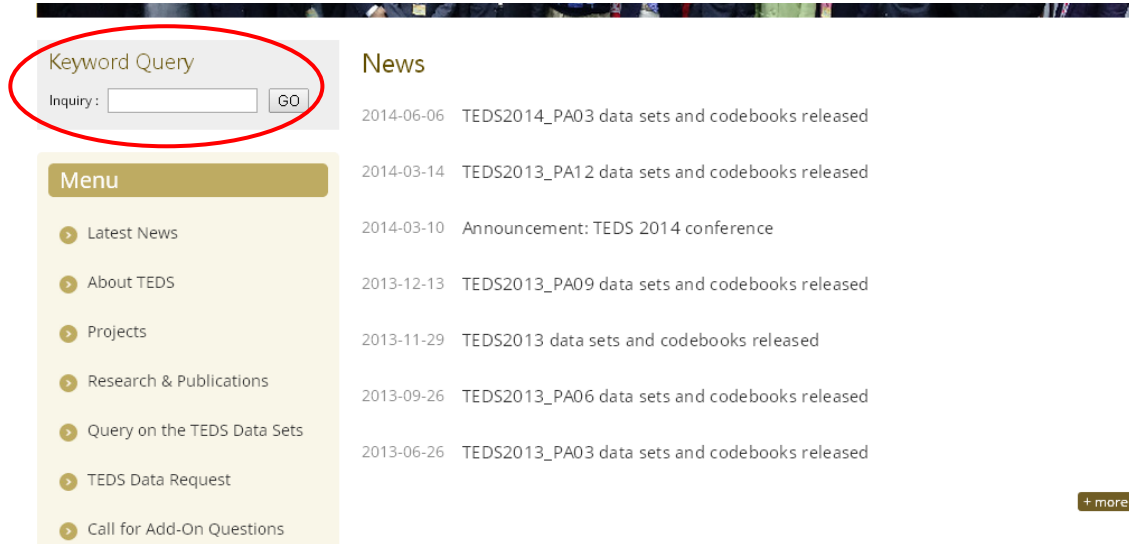 Keyword Query
Inquiry :
GO
Menu
Latest News
About TEDS
Projects
Research & Publications
Query on the TEDS Data Sets
TEDS Data Request
Call for Add-On Questions
News
2014-06-06 TEDS2014_PA03 data sets and codebooks released
2014-03-14 TEDS2013_PA12 data sets and codebooks released
2014-03-10 Announcement: TEDS 2014 conference
2013-12-13 TEDS2013_PA09 data sets and codebooks released
2013-11-29 TEDS2013 data sets and codebooks released
2013-09-26 TEDS2013_PA06 data sets and codebooks released
2013-06-26 TEDS2013_PA03 data sets and codebooks released
+ more